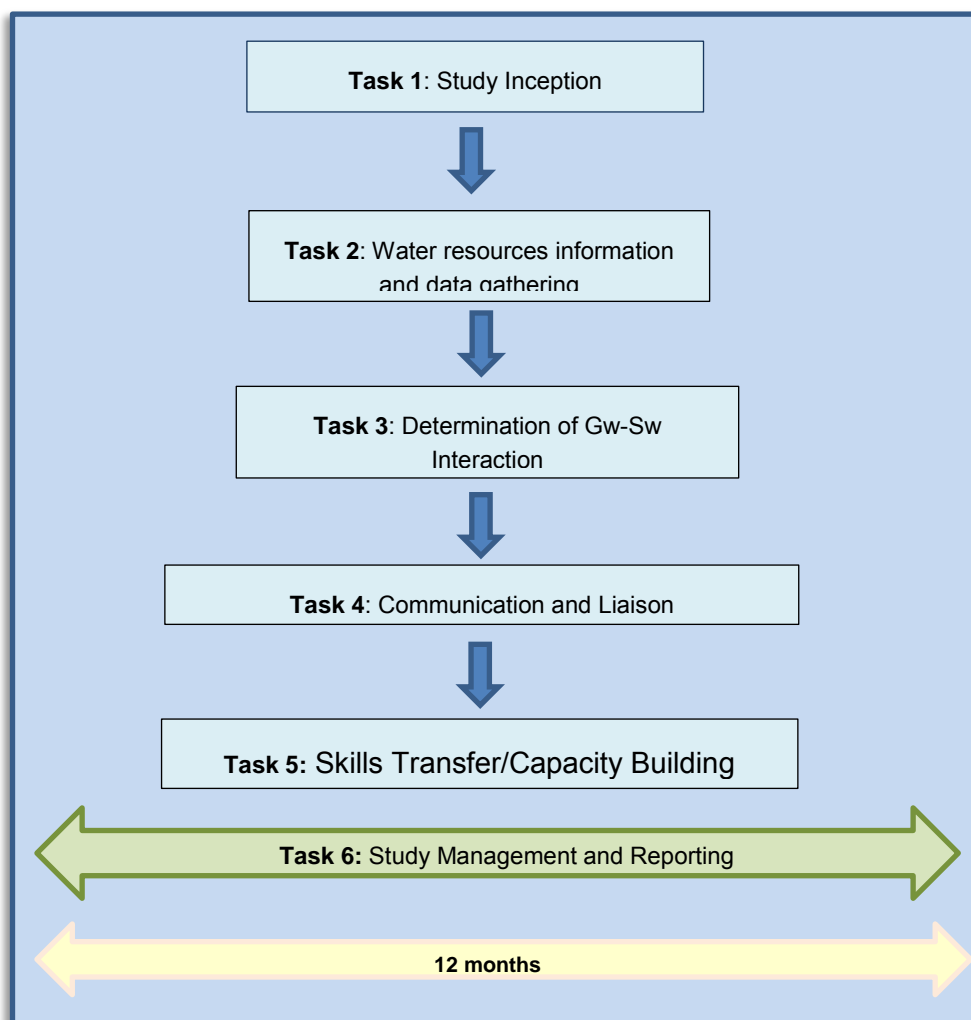 Task 1: Study Inception
Task 2: Water resources information
and data gathering
Task 3: Determination of Gw-Sw
Interaction
Task 4: Communication and Liaison
Task 5: Skills Transfer/Capacity Building
Task 6: Study Management and Reporting
12 months